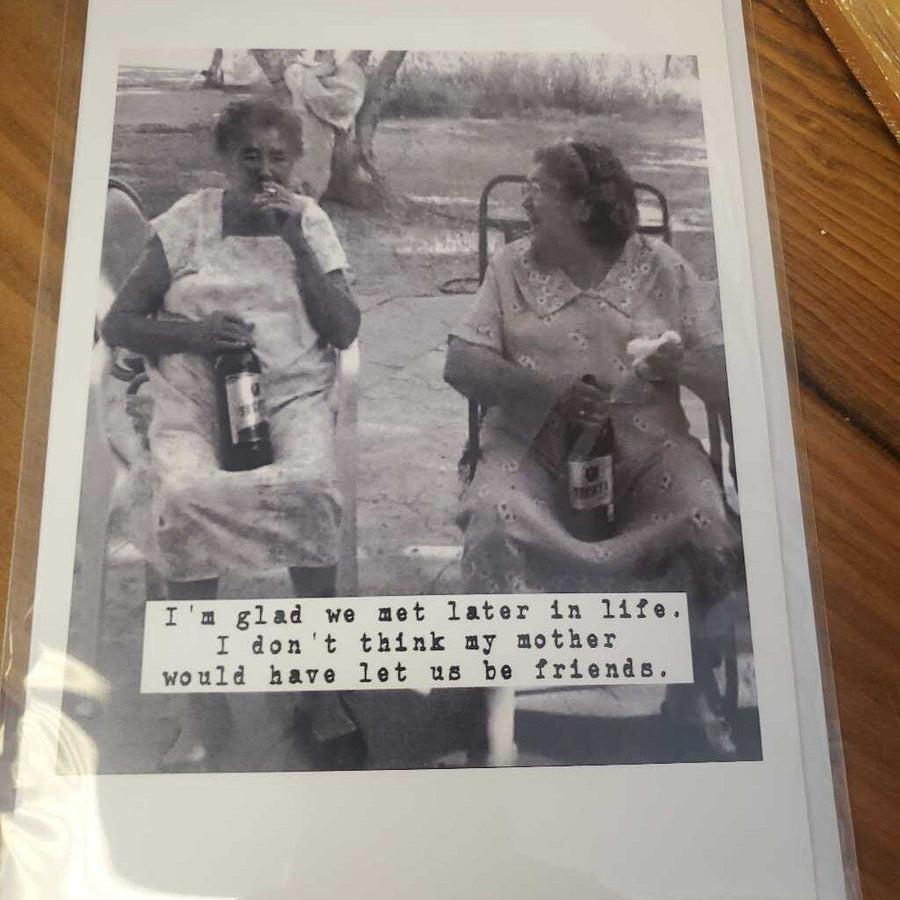 I'm glad we met later in life.
I don't think my mother
would have let us be friends.